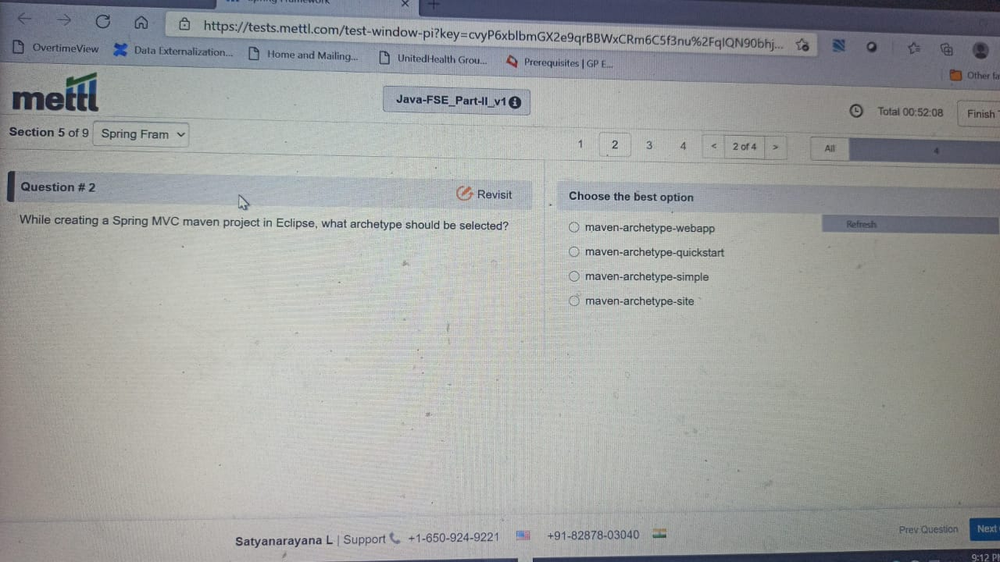 https://tests.mettl.com/test-window-pi?key=cvyP6xblbmGX2e9qrBBWxCRm6C5f3nu%2FqIQN90bhj...
OvertimeView
Data Externalization...
Home and Mailing...
UnitedHealth Grou...
Prerequisites | GP E...
Other fa
mettl
Java-FSE_Part-II_v1
Total 00:52:08
Finish
Section 5 of 9
Spring Fram
1
2
3
4
<
2 of 4
>
All
4
Question # 2
Revisit
Choose the best option
While creating a Spring MVC maven project in Eclipse, what archetype should be selected?
Refresh
maven-archetype-webapp
maven-archetype-quickstart
maven-archetype-simple
maven-archetype-site
Satyanarayana L | Support +1-650-924-9221
+91-82878-03040
Prev Question
Next
9:12 P